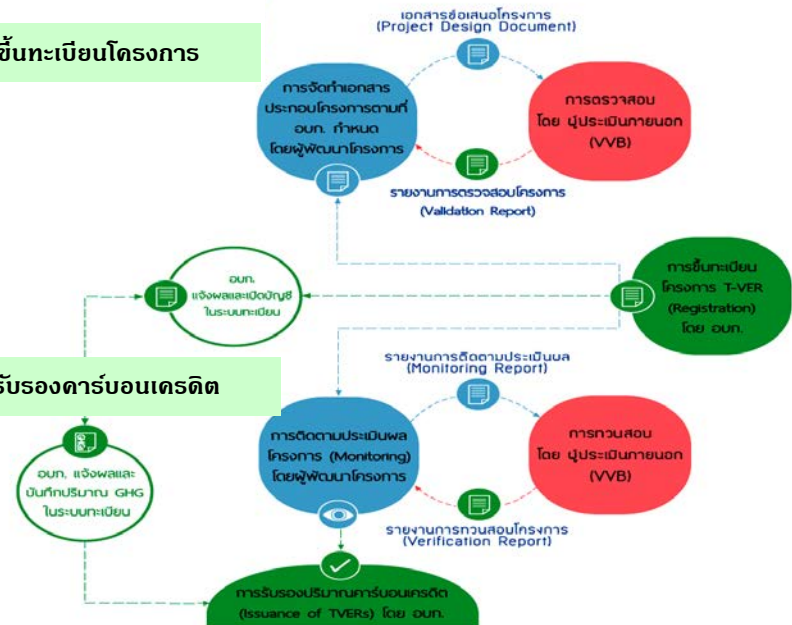 เอกสารข้อเสนอโครงการ
(Project Design Document)
ขึ้นทะเบียนโครงการ
การจัดทำเอกสาร
ประกอบโครงการตามที่
อบก. กำหนด
โดยผู้พัฒนาโครงการ
การตรวจสอบ
โดย ผู้ประเมินภายนอก
(VVB)
รายงานการตรวจสอบโครงการ
(Validation Report)
อบก.
แจ้งผลและเปิดบัญชี
ในระบบทะเบียน
การขึ้นทะเบียน
โครงการ T-VER
(Registration)
โดย อบก.
รับรองคาร์บอนเครดิต
รายงานการติดตามประเมินผล
(Monitoring Report)
การติดตามประเมินผล
โครงการ (Monitoring)
โดยผู้พัฒนาโครงการ
การทวนสอบ
โดย ผู้ประเมินภายนอก
(VVB)
อบก. แจ้งผลและ
บันทึกปริมาณ GHG
ในระบบทะเบียน
รายงานการทวนสอบโครงการ
(Verification Report)
การรับรองปริมาณคาร์บอนเครดิต
(Issuance of TVERs) โดย อบก.